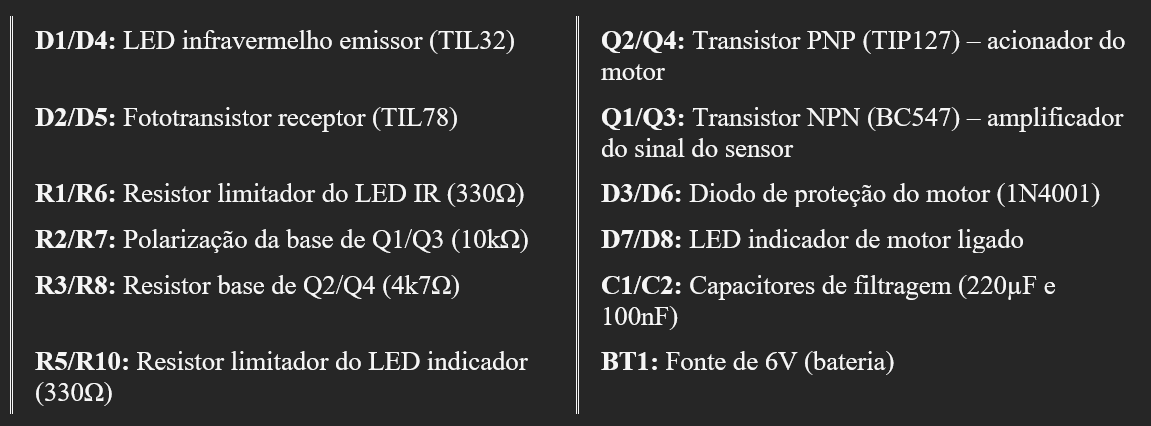 D1/D4: LED infravermelho emissor (TIL32)
D2/D5: Fototransistor receptor (TIL78)
R1/R6: Resistor limitador do LED IR (330Ω)
R2/R7: Polarização da base de Q1/Q3 (10kΩ)
R3/R8: Resistor base de Q2/Q4 (4k7Ω)
R5/R10: Resistor limitador do LED indicador
(330Ω)
Q2/Q4: Transistor PNP (TIP127) – acionador do
motor
Q1/Q3: Transistor NPN (BC547) – amplificador
do sinal do sensor
D3/D6: Diodo de proteção do motor (1N4001)
D7/D8: LED indicador de motor ligado
C1/C2: Capacitores de filtragem (220µF e
100nF)
BT1: Fonte de 6V (bateria)